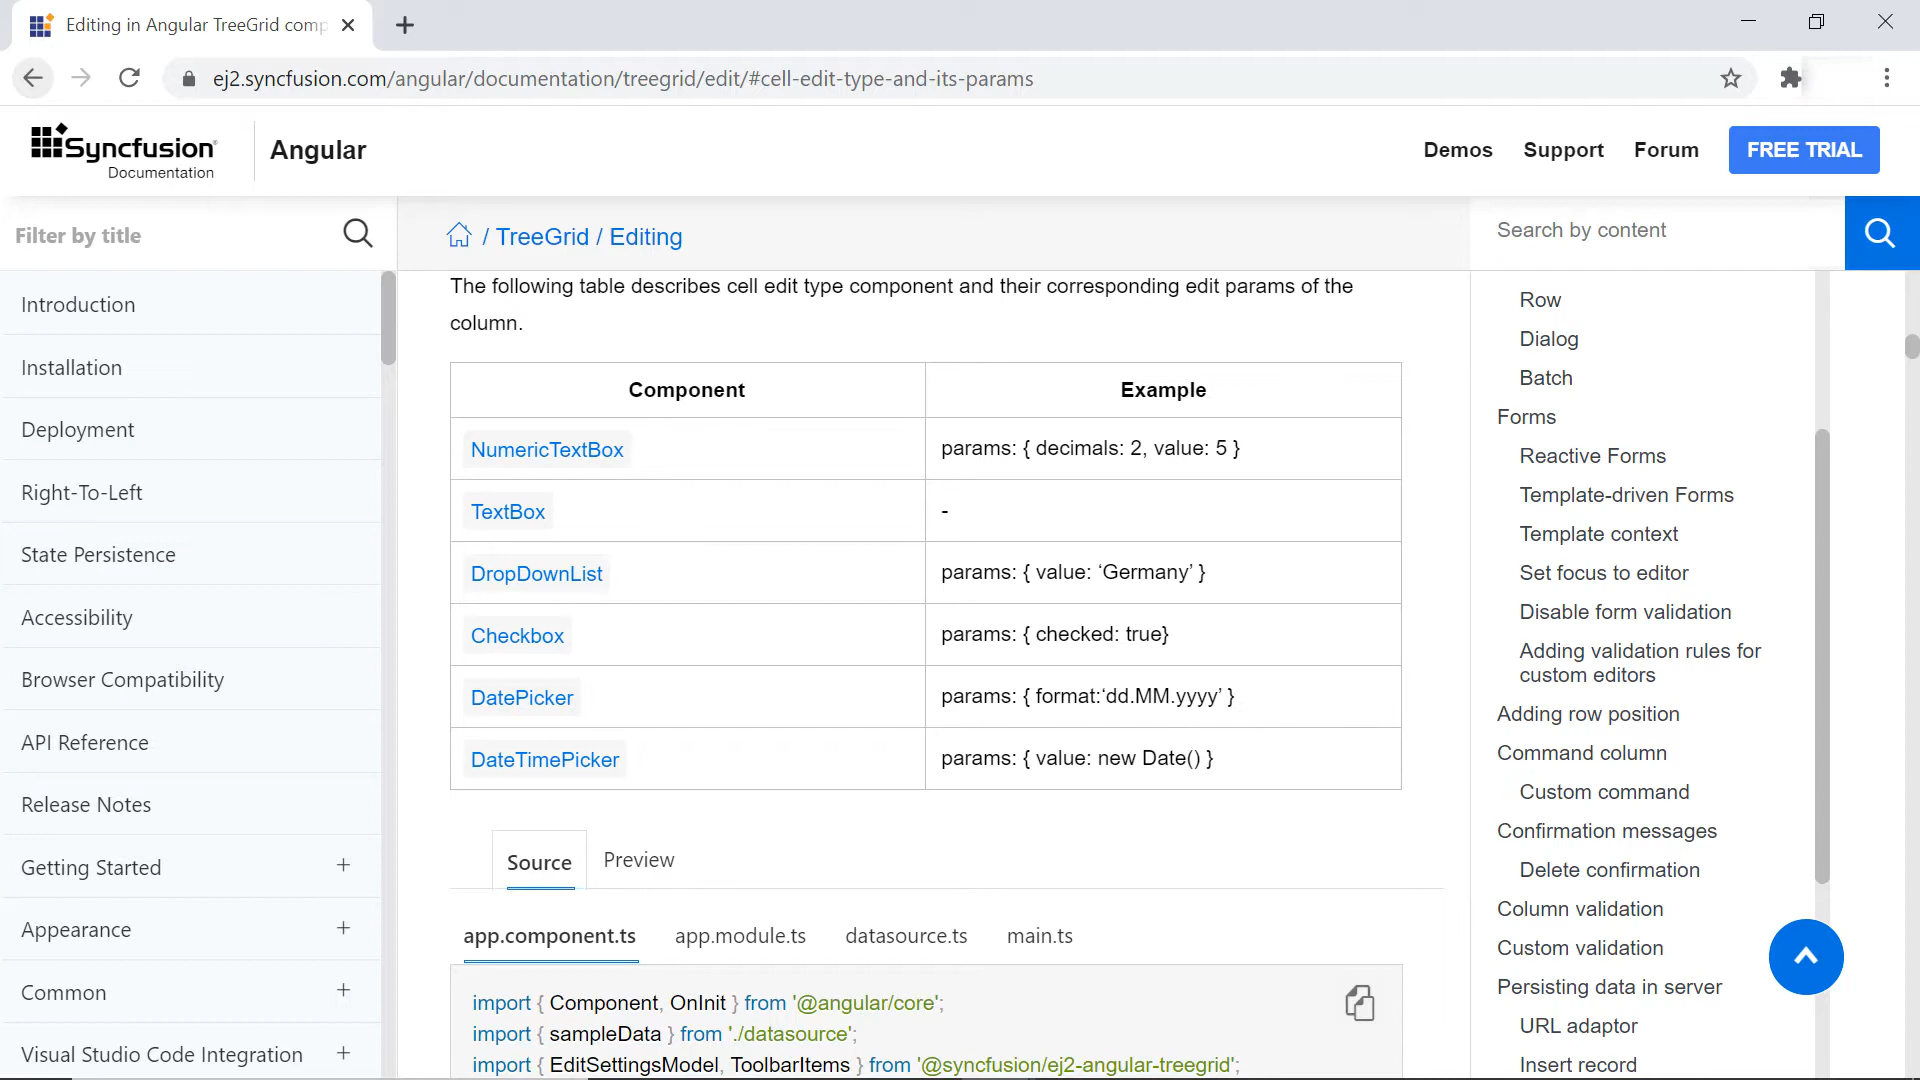 Editing in Angular TreeGrid comp
ej2.syncfusion.com/angular/documentation/treegrid/edit/#cell-edit-type-and-its-params
Syncfusion
Documentation
Angular
Demos
Support
Forum
FREE TRIAL
Filter by title
/ TreeGrid / Editing
Search by content
Introduction
Installation
Deployment
Right-To-Left
State Persistence
Accessibility
Browser Compatibility
API Reference
Release Notes
Getting Started +
Appearance +
Common +
Visual Studio Code Integration +
The following table describes cell edit type component and their corresponding edit params of the
column.
Component Example
NumericTextBox params: { decimals: 2, value: 5 }
TextBox -
DropDownList params: { value: ‘Germany’ }
Checkbox params: { checked: true}
DatePicker params: { format:‘dd.MM.yyyy’ }
DateTimePicker params: { value: new Date() }
Source Preview
app.component.ts app.module.ts datasource.ts main.ts
import { Component, OnInit } from '@angular/core';
import { sampleData } from './datasource';
import { EditSettingsModel, ToolbarItems } from '@syncfusion/ej2-angular-treegrid';
Row
Dialog
Batch
Forms
Reactive Forms
Template-driven Forms
Template context
Set focus to editor
Disable form validation
Adding validation rules for
custom editors
Adding row position
Command column
Custom command
Confirmation messages
Delete confirmation
Column validation
Custom validation
Persisting data in server
URL adaptor
Insert record